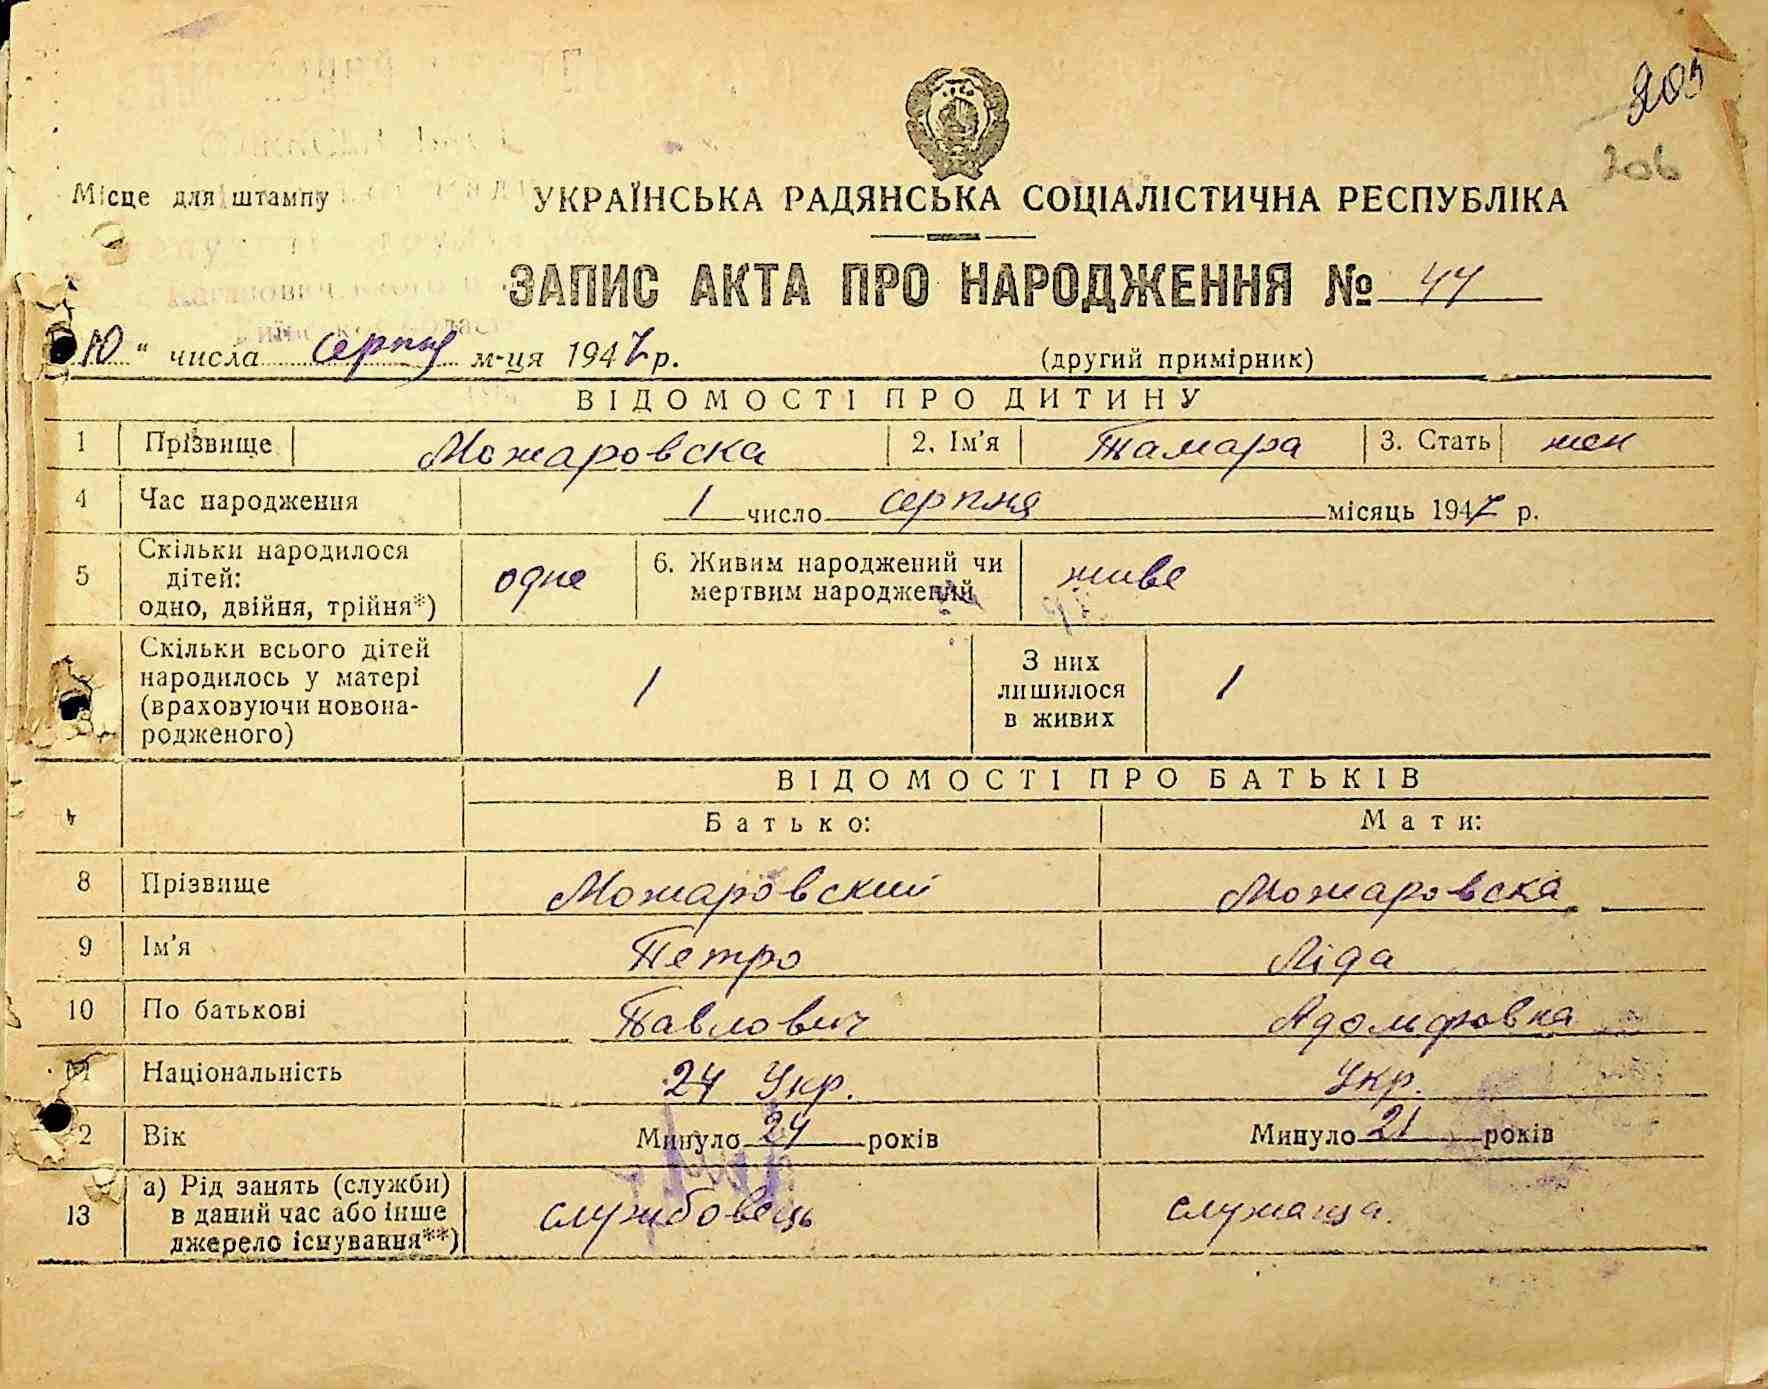 206
Місце для штампу
УКРАЇНСЬКА РАДЯНСЬКА СОЦІАЛІСТИЧНА РЕСПУБЛІКА
ЗАПИС АКТА ПРО НАРОДЖЕННЯ № 44
10 " числа серпня м-ця 1947 р. (другий примірник)
ВІДОМОСТІ ПРО ДИТИНУ
1 Прізвище Можаровска 2. Ім'я Тамара 3. Стать жен
4 Час народження 1 число серпня місяць 1947 р.
5 Скільки народилося дітей: одно, двійня, трійня*) одне 6. Живим народжений чи мертвим народжений живе
Скільки всього дітей народилось у матері (враховуючи новонародженого) 1 З них лишилося в живих 1
ВІДОМОСТІ ПРО БАТЬКІВ
Батько: Мати:
8 Прізвище Можаровский Можаровска
9 Ім'я Петро Ліда
10 По батькові Павлович Адольфовна
Національність 24 Укр. Укр.
2 Вік Минуло 24 років Минуло 21 років
13 а) Рід занять (служби) в даний час або інше джерело існування**) службовець служаща